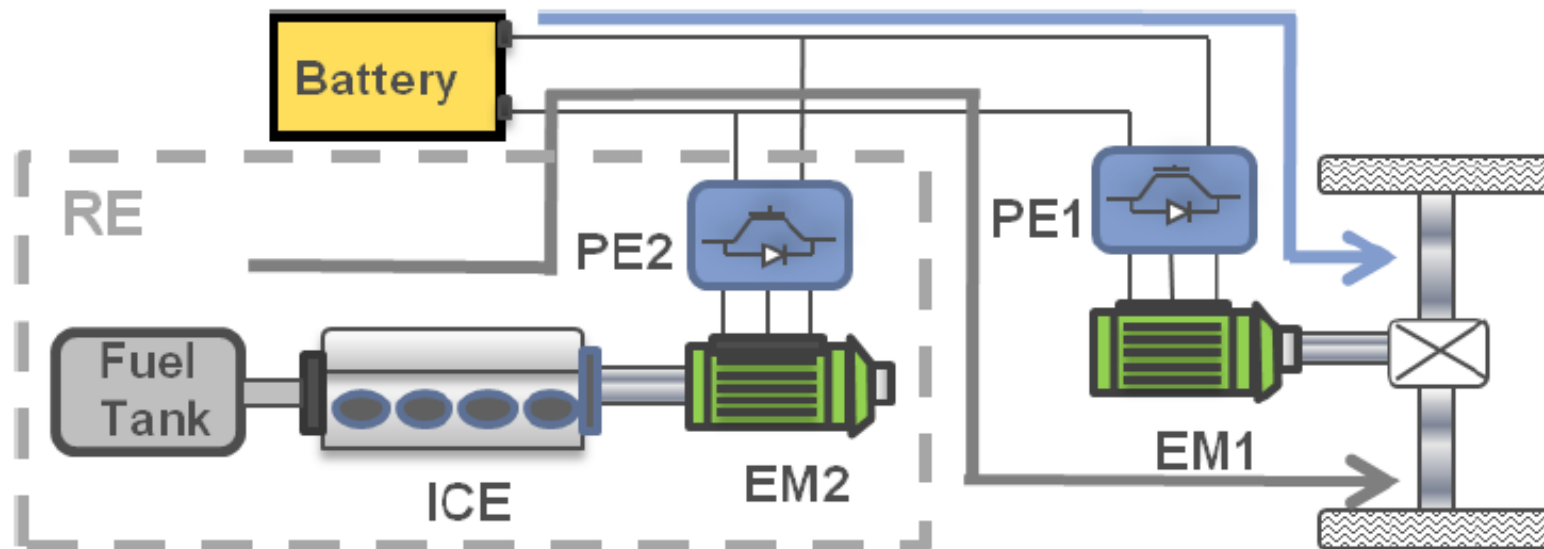 Battery
RE
PE2
PE1
Fuel
Tank
ICE
EM2
EM1